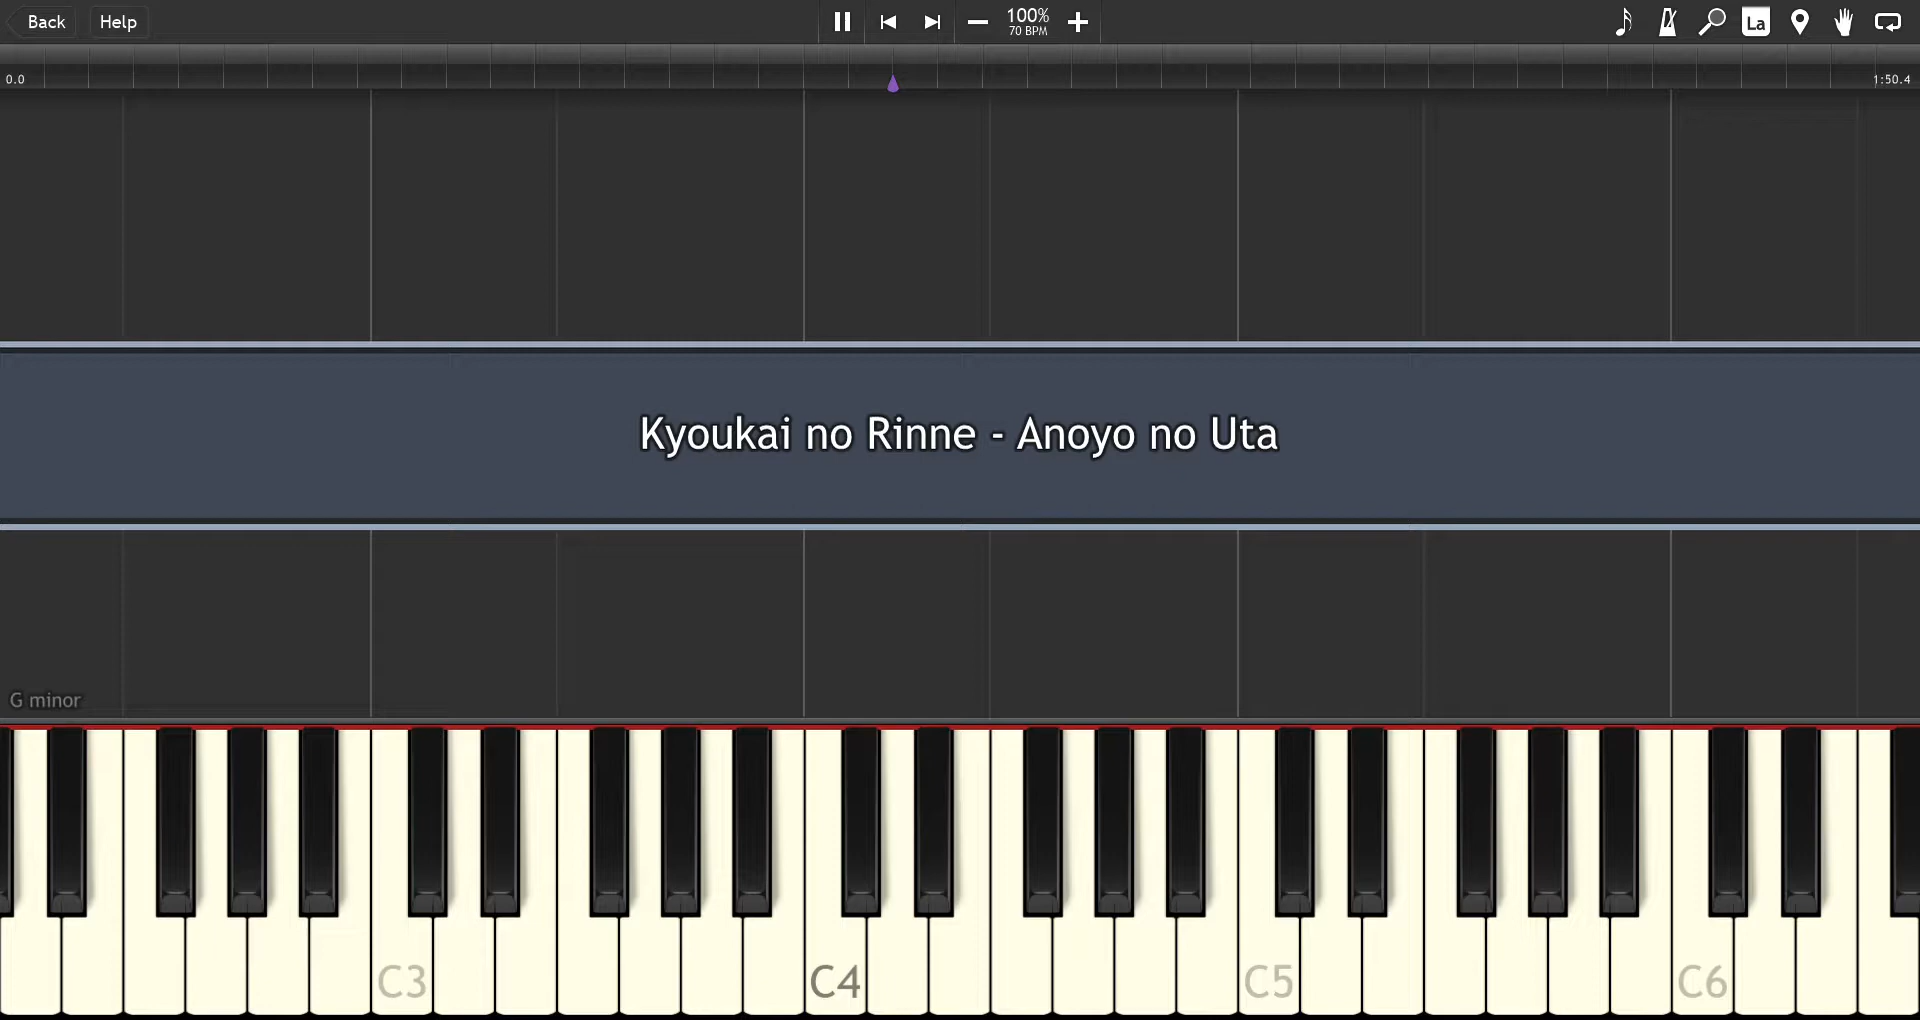 Back
Help
100%
70 BPM
La
0.0
1:50.4
Kyoukai no Rinne - Anoyo no Uta
G minor
C3
C4
C5
C6